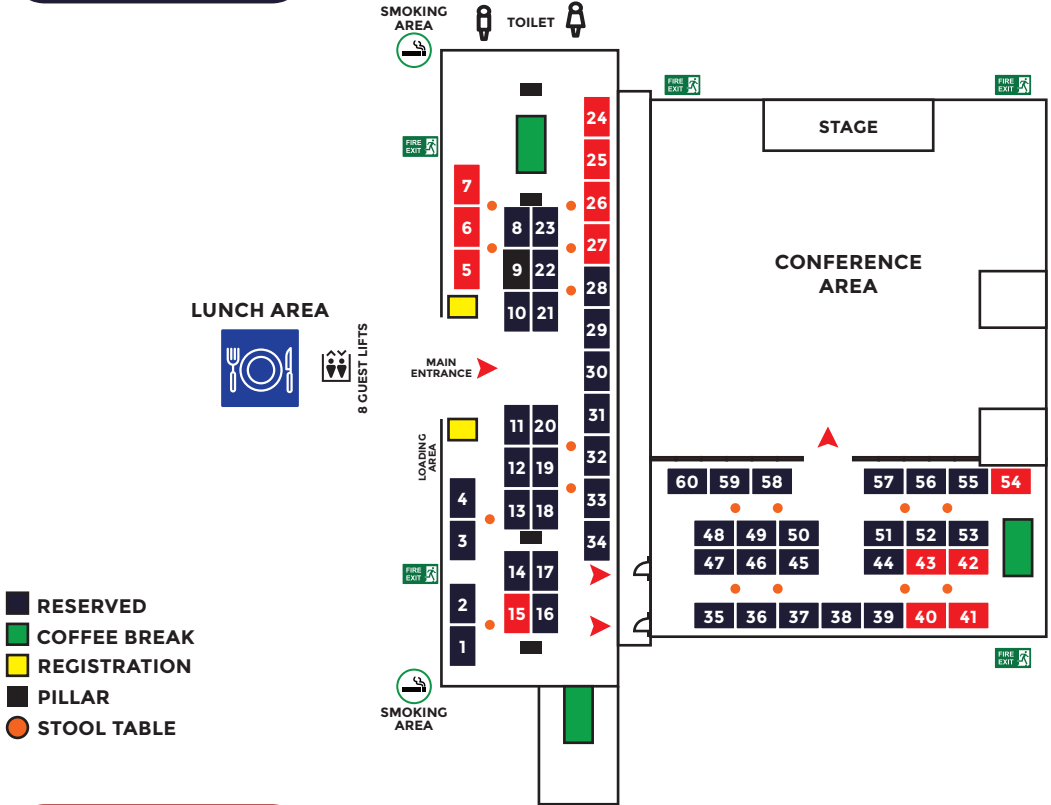 SMOKING
AREA
TOILET
FIRE
EXIT
FIRE
EXIT
STAGE
24
FIRE
EXIT
25
7
26
6
8 23
27
5
9 22
28
CONFERENCE
AREA
10 21
29
LUNCH AREA
8 GUEST LIFTS
MAIN
ENTRANCE
30
31
11 20
LOADING
AREA
32
12 19
4
33
13 18
3
34
60 59 58
57 56 55 54
48 49 50
51 52 53
47 46 45
44 43 42
FIRE
EXIT
14 17
2
15 16
1
35 36 37 38 39 40 41
FIRE
EXIT
RESERVED
COFFEE BREAK
REGISTRATION
PILLAR
STOOL TABLE
SMOKING
AREA